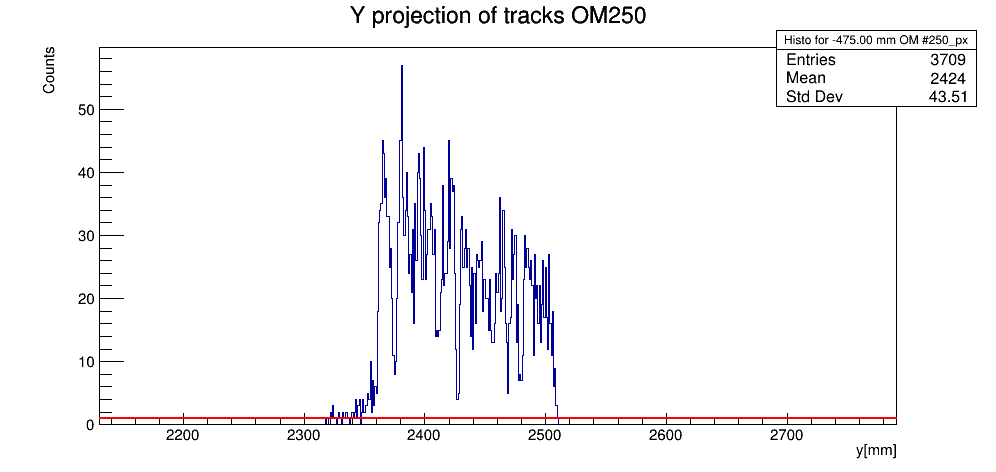 Y projection of tracks OM250
Histo for -475.00 mm OM #250_px
Entries 3709
Mean 2424
Std Dev 43.51
Counts
50
40
30
20
10
0
2200 2300 2400 2500 2600 2700
y[mm]